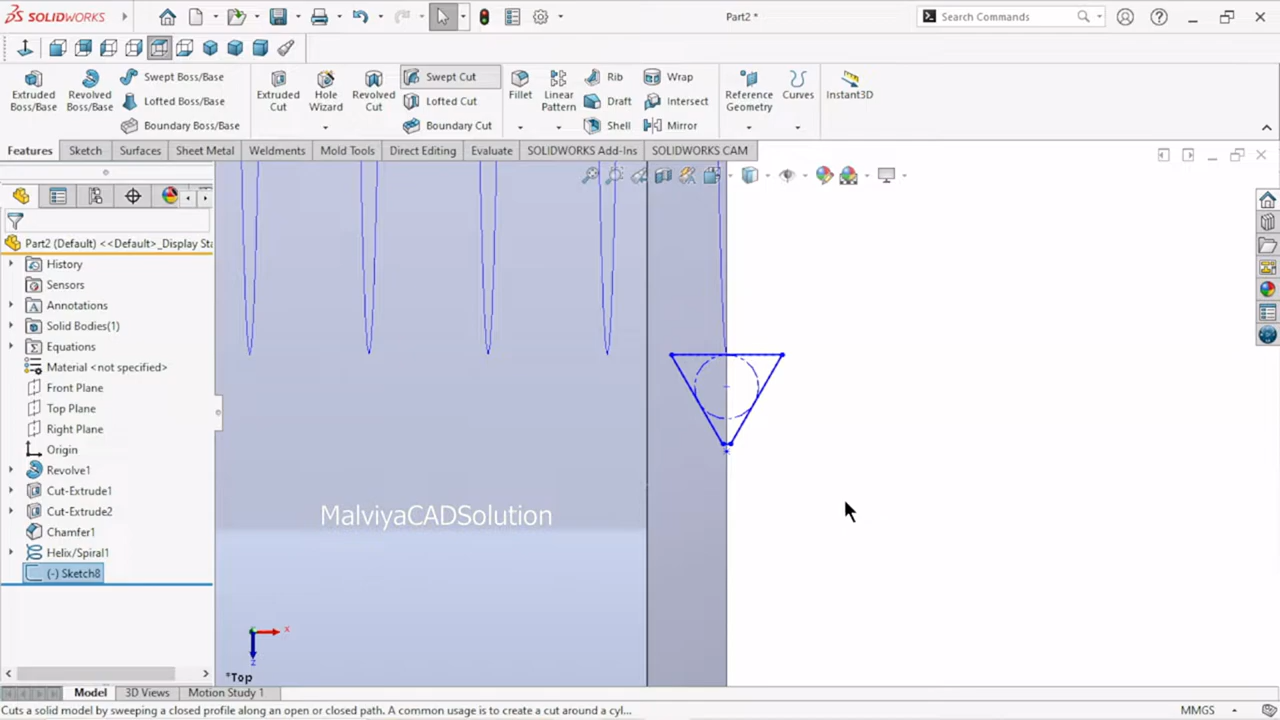 SOLIDWORKS
Part2 *
Search Commands
Extruded Boss/Base
Revolved Boss/Base
Swept Boss/Base
Lofted Boss/Base
Boundary Boss/Base
Extruded Cut
Hole Wizard
Revolved Cut
Swept Cut
Lofted Cut
Boundary Cut
Fillet
Linear Pattern
Rib
Draft
Shell
Wrap
Intersect
Mirror
Reference Geometry
Curves
Instant3D
Features
Sketch
Surfaces
Sheet Metal
Weldments
Mold Tools
Direct Editing
Evaluate
SOLIDWORKS Add-Ins
SOLIDWORKS CAM
Part2 (Default) <<Default>_Display Sta
History
Sensors
Annotations
Solid Bodies(1)
Equations
Material <not specified>
Front Plane
Top Plane
Right Plane
Origin
Revolve1
Cut-Extrude1
Cut-Extrude2
Chamfer1
Helix/Spiral1
(-) Sketch8
MalviyaCADSolution
x
z
*Top
Model
3D Views
Motion Study 1
Cuts a solid model by sweeping a closed profile along an open or closed path. A common usage is to create a cut around a cyl...
MMGS